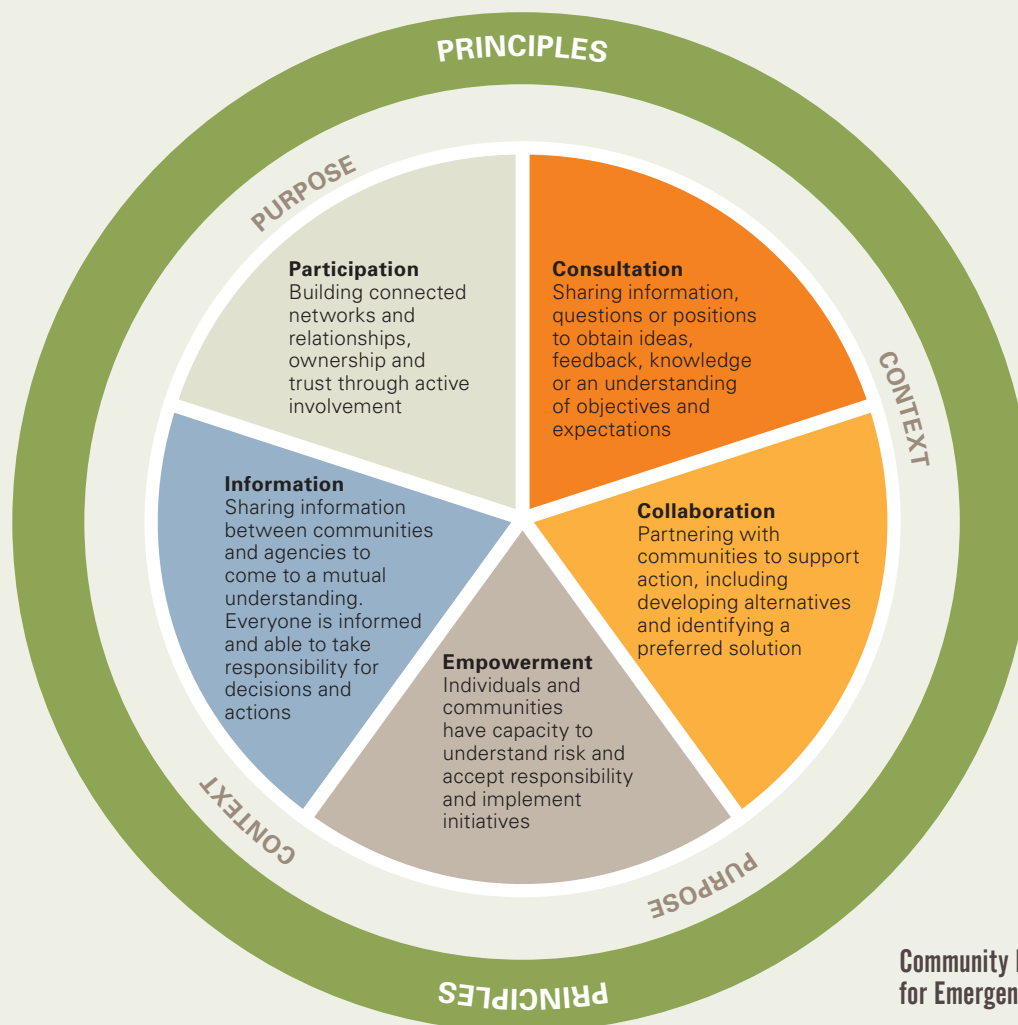 PRINCIPLES
PURPOSE
Participation
Building connected
networks and
relationships,
ownership and
trust through active
involvement
Consultation
Sharing information,
questions or positions
to obtain ideas,
feedback, knowledge
or an understanding
of objectives and
expectations
CONTEXT
Information
Sharing information
between communities
and agencies to
come to a mutual
understanding.
Everyone is informed
and able to take
responsibility for
decisions and
actions
Collaboration
Partnering with
communities to support
action, including
developing alternatives
and identifying a
preferred solution
Empowerment
Individuals and
communities
have capacity to
understand risk and
accept responsibility
and implement
initiatives
CONTEXT
PURPOSE
PRINCIPLES
Community
for